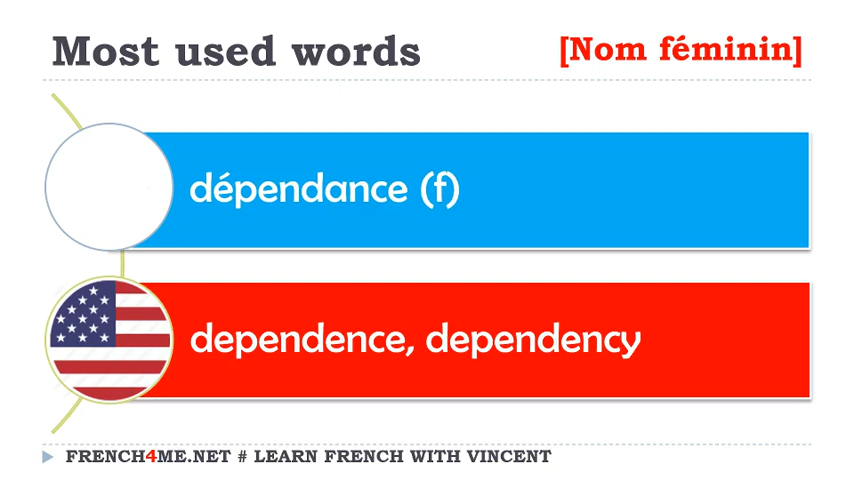 Most used words
[Nom féminin]
dépendance (f)
dependence, dependency
FRENCH4ME.NET # LEARN FRENCH WITH VINCENT